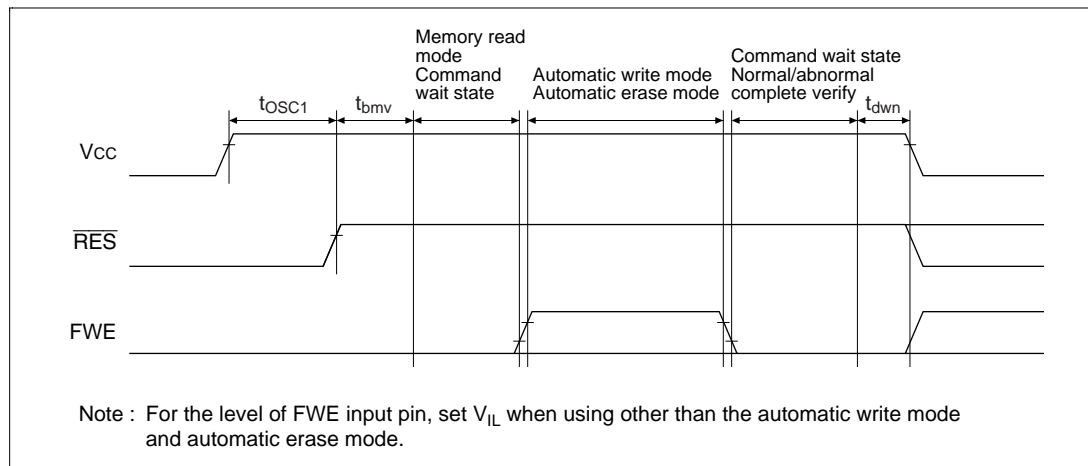 Memory read
mode
Command
wait state
Automatic write mode
Automatic erase mode
Command wait state
Normal/abnormal
complete verify
tOSC1
tbmv
tdwn
VCC
RES
FWE
Note : For the level of FWE input pin, set VIL when using other than the automatic write mode
and automatic erase mode.